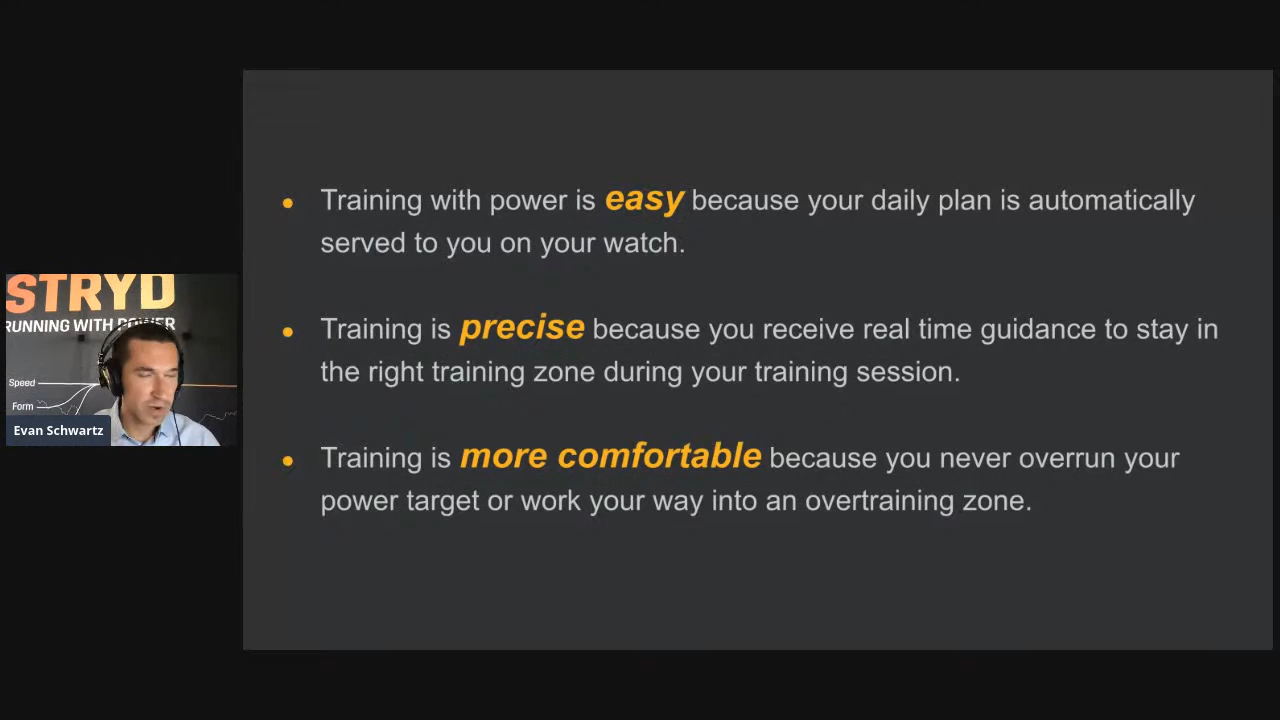 STRYD
RUNNING WITH POWER
Speed
Form
Evan Schwartz
• Training with power is easy because your daily plan is automatically
served to you on your watch.
• Training is precise because you receive real time guidance to stay in
the right training zone during your training session.
• Training is more comfortable because you never overrun your
power target or work your way into an overtraining zone.